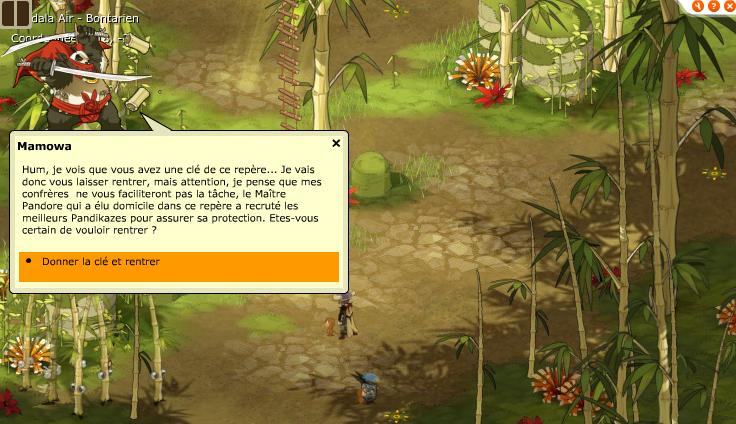 dala Air - Bontarien
Mamowa
Hum, je vois que vous avez une clé de ce repère... Je vais
donc vous laisser rentrer, mais attention, je pense que mes
confrères ne vous faciliteront pas la tâche, le Maître
Pandore qui a élu domicile dans ce repère a recruté les
meilleurs Pandikazes pour assurer sa protection. Etes-vous
certain de vouloir rentrer ?
• Donner la clé et rentrer